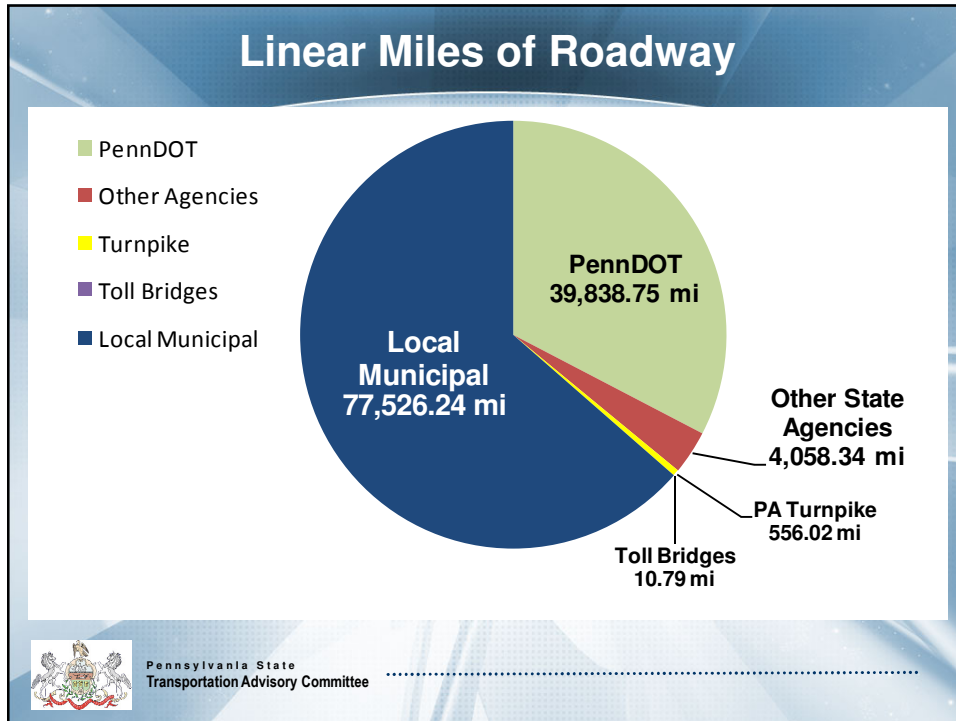 Linear Miles of Roadway
PennDOT
Other Agencies
Turnpike
Toll Bridges
Local Municipal
PennDOT
39,838.75 mi
Local
Municipal
77,526.24 mi
Other State
Agencies
4,058.34 mi
PA Turnpike
556.02 mi
Toll Bridges
10.79 mi
Pennsylvania State
Transportation Advisory Committee